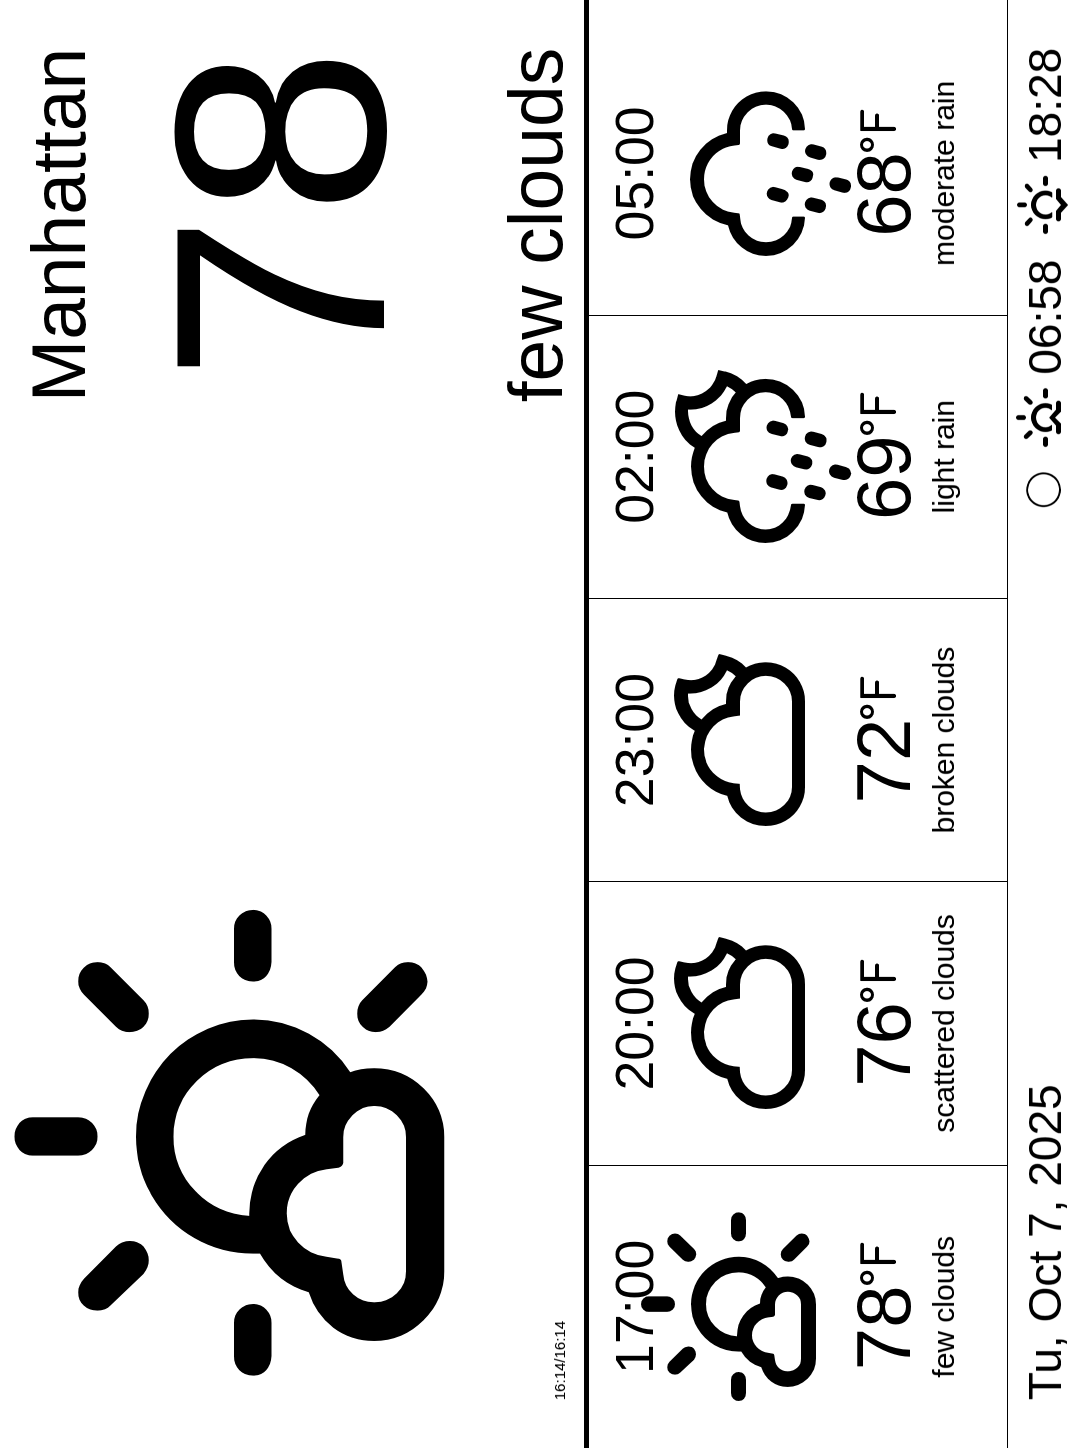 Manhattan
78
few clouds
16:14/16:14
17:00
78°F
few clouds
20:00
76°F
scattered clouds
23:00
72°F
broken clouds
02:00
69°F
light rain
05:00
68°F
moderate rain
Tu, Oct 7, 2025
06:58
18:28